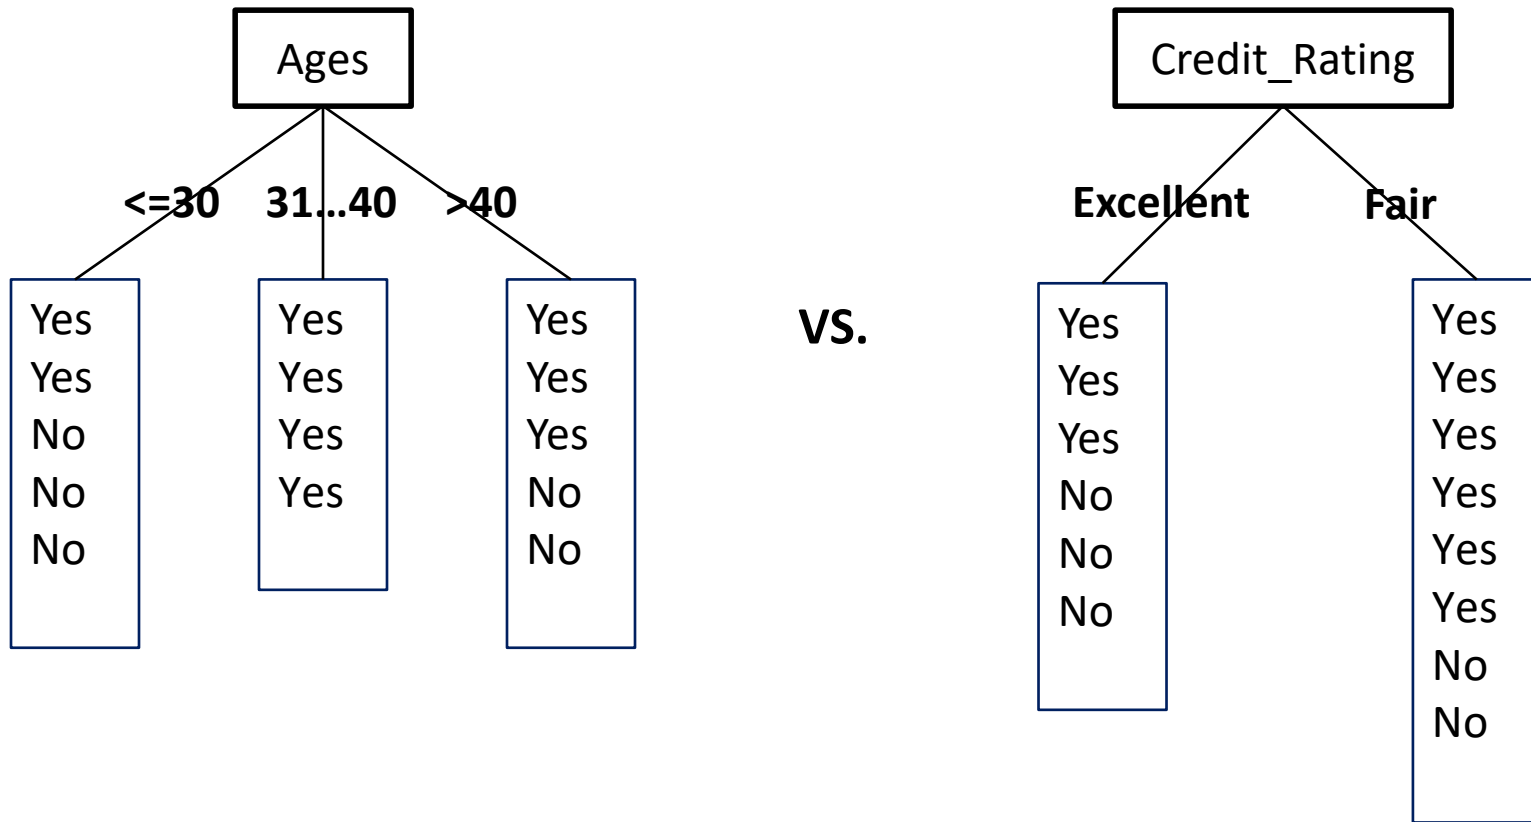 Ages
<=30
31...40
>40
Yes
Yes
No
No
No
Yes
Yes
Yes
Yes
Yes
Yes
Yes
No
No
VS.
Credit_Rating
Excellent
Fair
Yes
Yes
Yes
No
No
No
Yes
Yes
Yes
Yes
Yes
Yes
No
No